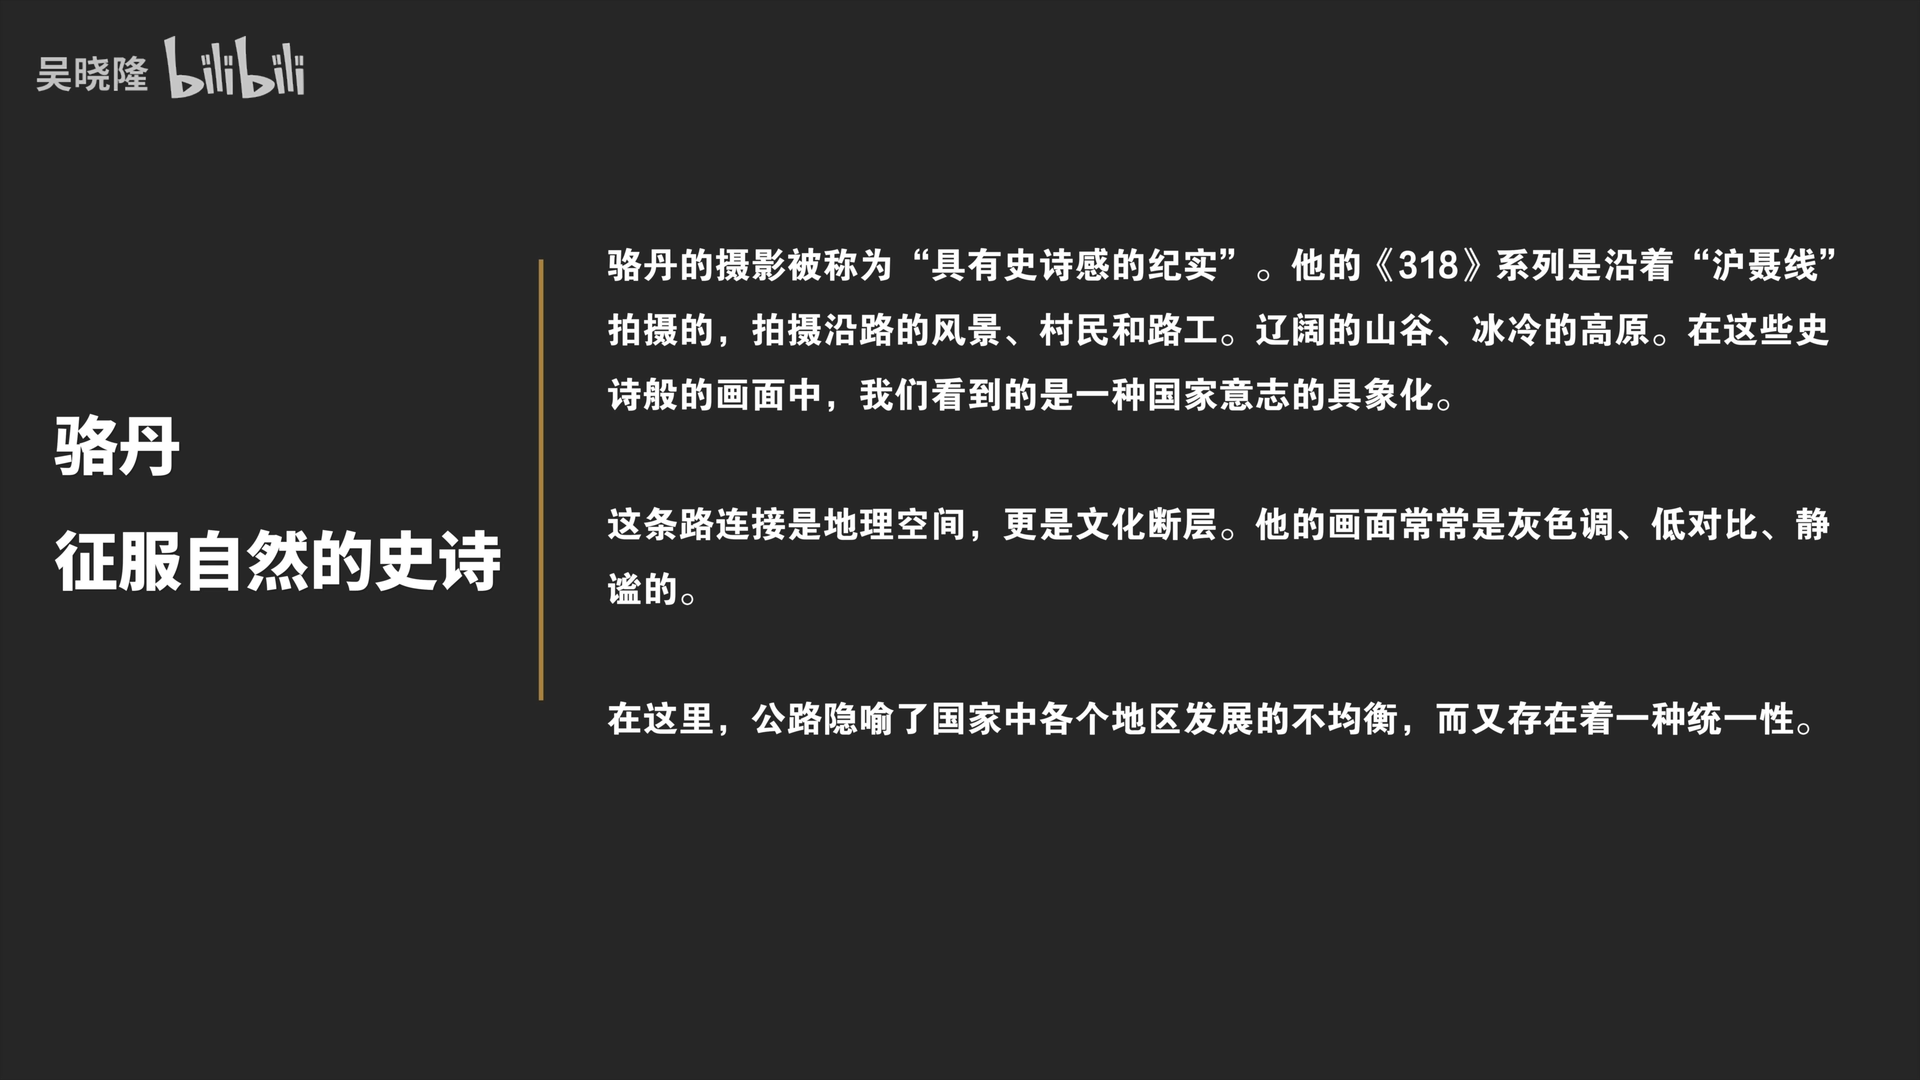 吴晓隆 bilibili
骆丹
征服自然的史诗
骆丹的摄影被称为“具有史诗感的纪实”。他的《318》系列是沿着“沪聂线”
拍摄的，拍摄沿路的风景、村民和路工。辽阔的山谷、冰冷的高原。在这些史
诗般的画面中，我们看到的是一种国家意志的具象化。
这条路连接是地理空间，更是文化断层。他的画面常常是灰色调、低对比、静
谧的。
在这里，公路隐喻了国家中各个地区发展的不均衡，而又存在着一种统一性。